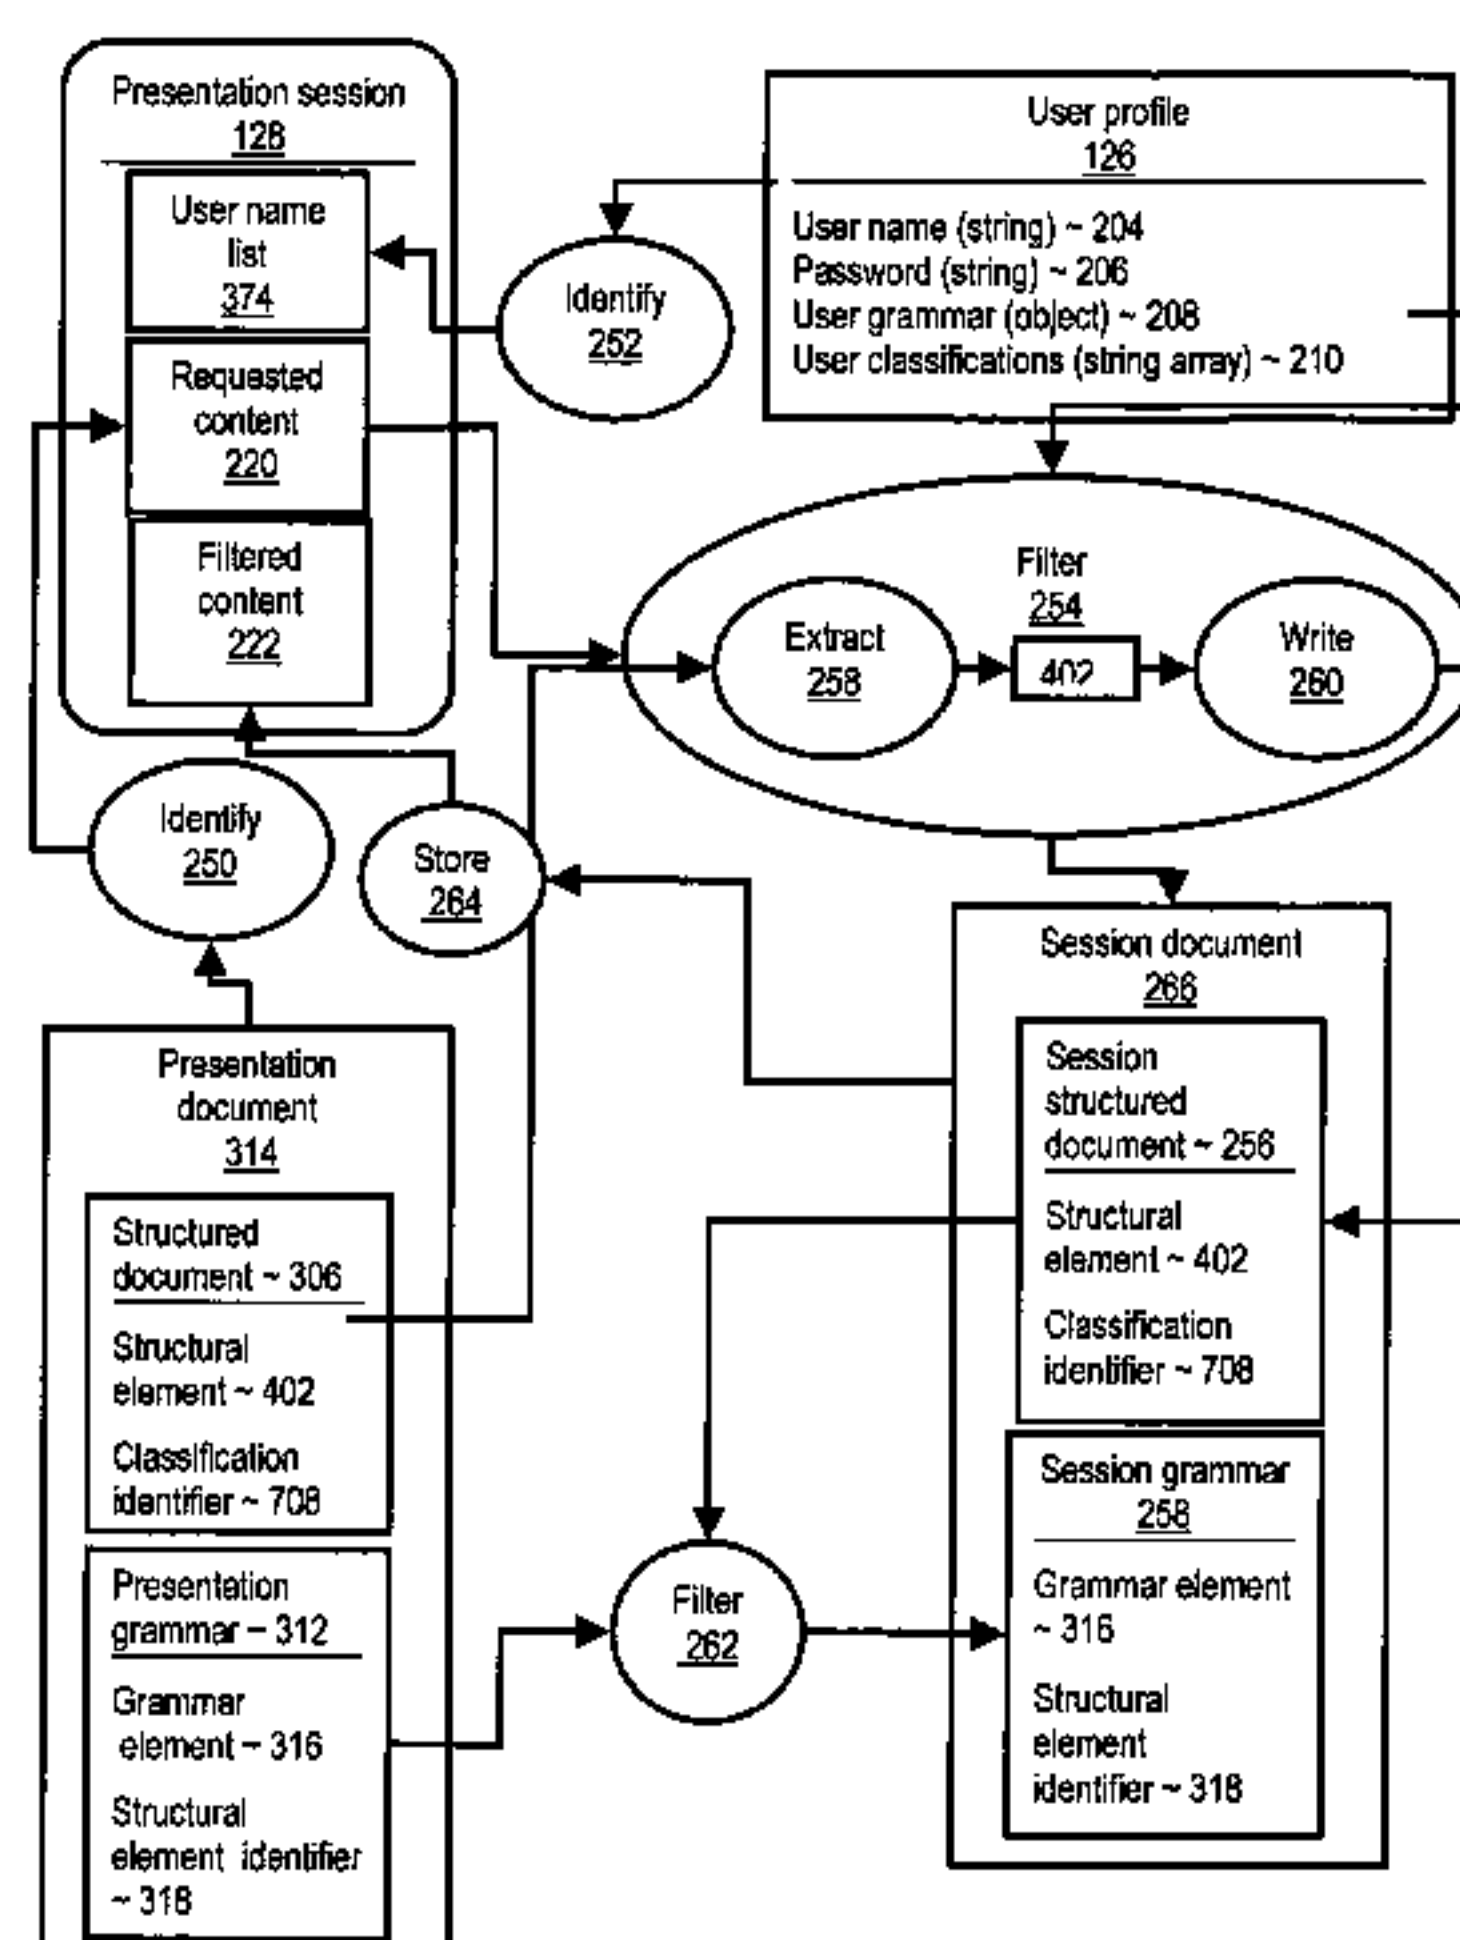 Presentation session
128
User name
list
374
Requested
content
220
Filtered
content
222
Identify
252
User profile
126
User name (string) ~ 204
Password (string) ~ 206
User grammar (object) ~ 208
User classifications (string array) ~ 210
Filter
254
Extract
258
402
Write
260
Identify
250
Store
264
Session document
266
Session
structured
document ~ 256
Structural
element ~ 402
Classification
identifier ~ 708
Session grammar
258
Grammar element
~ 316
Structural
element
identifier ~ 318
Presentation
document
314
Structured
document ~ 306
Structural
element ~ 402
Classification
identifier ~ 708
Presentation
grammar ~ 312
Grammar
element ~ 316
Structural
element identifier
~ 318
Filter
262